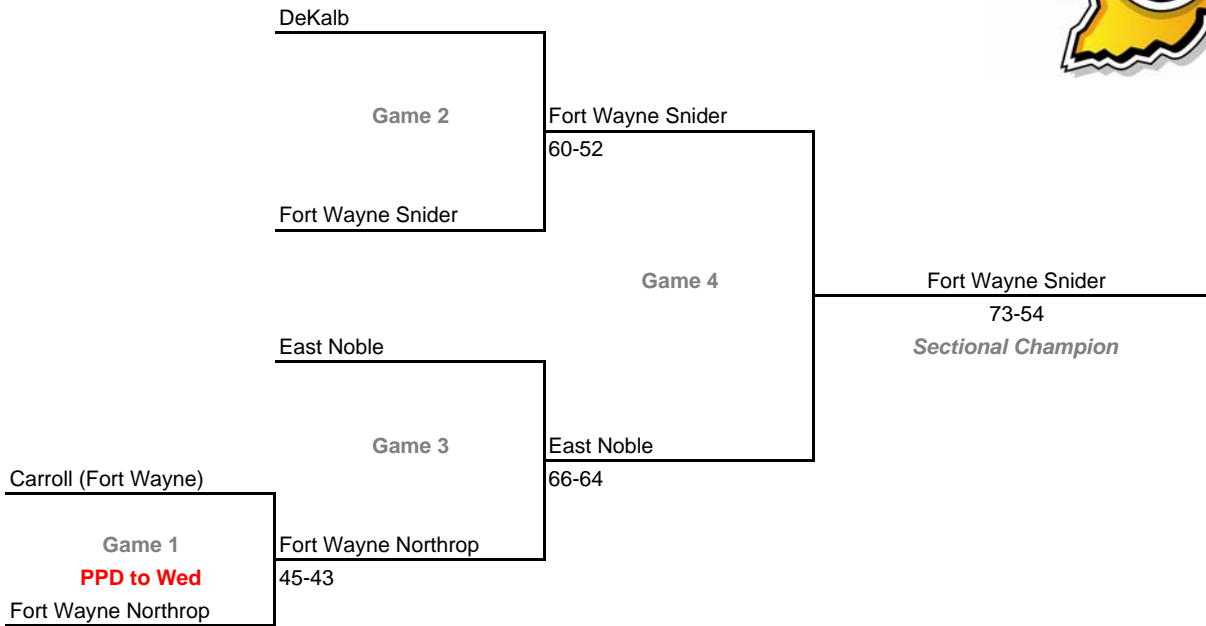 DeKalb
Game 2
Fort Wayne Snider
60-52
Fort Wayne Snider
Game 4
Fort Wayne Snider
73-54
Sectional Champion
East Noble
Game 3
East Noble
66-64
Carroll (Fort Wayne)
Game 1
Fort Wayne Northrop
45-43
PPD to Wed
Fort Wayne Northrop